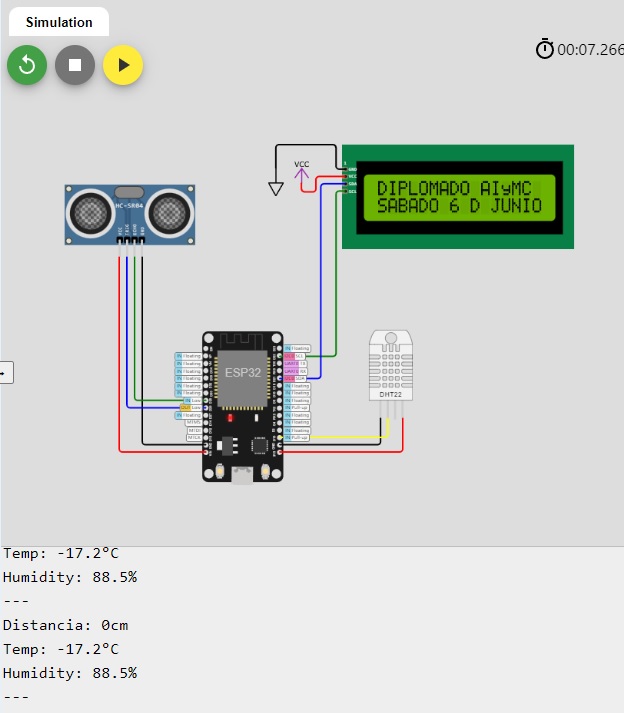 Simulation
00:07.266
VCC
HC-SR04
DIPLOMADO AIyMC
SABADO 6 D JUNIO
ESP32
DHT22
Temp: -17.2°C
Humidity: 88.5%
---
Distancia: 0cm
Temp: -17.2°C
Humidity: 88.5%
---